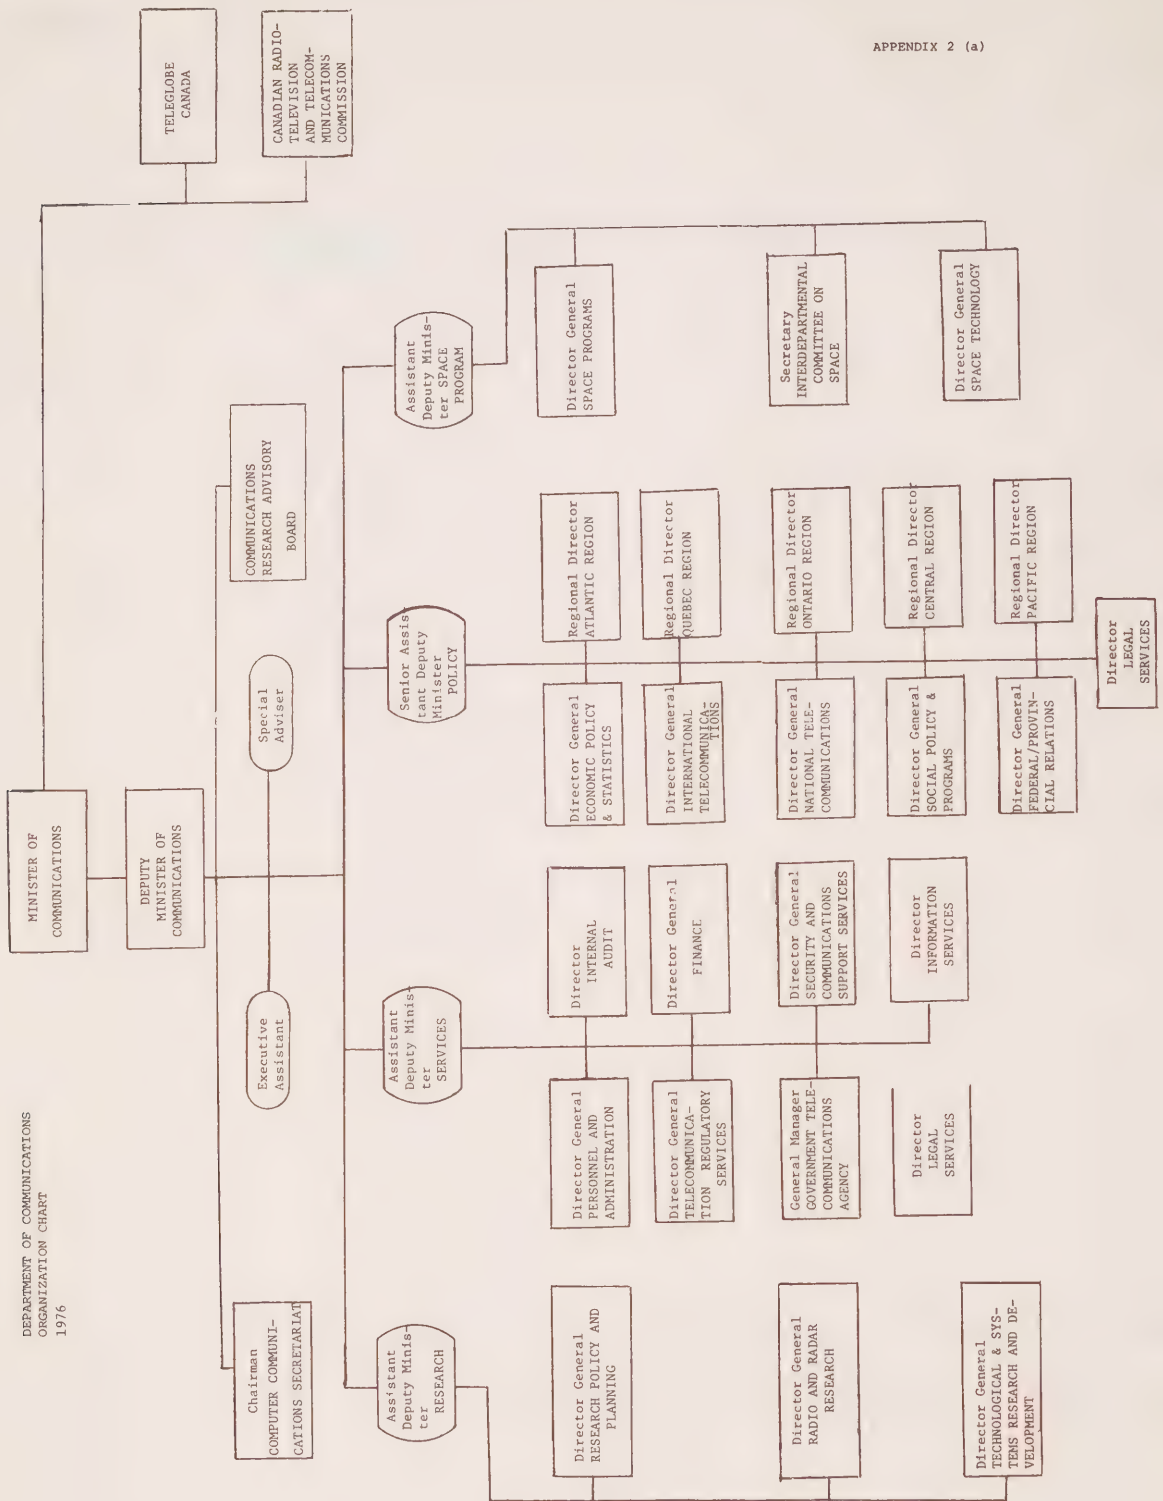 APPENDIX 2 (a)
DEPARTMENT OF COMMUNICATIONS
ORGANIZATION CHART
1976
MINISTER OF
COMMUNICATIONS
TELEGLOBE
CANADA
CANADIAN RADIO-
TELEVISION
AND TELECOM-
MUNICATIONS
COMMISSION
DEPUTY
MINISTER OF
COMMUNICATIONS
Chairman
COMPUTER COMMUNI-
CATIONS SECRETARIAT
Executive
Assistant
Special
Adviser
COMMUNICATIONS
RESEARCH ADVISORY
BOARD
Assistant
Deputy Minis-
ter
RESEARCH
Assistant
Deputy Minis-
ter
SERVICES
Senior Assis
tant Deputy
Minister
POLICY
Assistant
Deputy Minis-
ter SPACE
PROGRAM
Director General
RESEARCH POLICY AND
PLANNING
Director General
RADIO AND RADAR
RESEARCH
Director General
TECHNOLOGICAL & SYS-
TEMS RESEARCH AND DE-
VELOPMENT
Director General
PERSONNEL AND
ADMINISTRATION
Director
INTERNAL
AUDIT
Director General
TELECOMMUNICA-
TION REGULATORY
SERVICES
Director General
FINANCE
General Manager
GOVERNMENT TELE-
COMMUNICATIONS
AGENCY
Director General
SECURITY AND
COMMUNICATIONS
SUPPORT SERVICES
Director
LEGAL
SERVICES
Director
INFORMATION
SERVICES
Director General
ECONOMIC POLICY
& STATISTICS
Regional Director
ATLANTIC REGION
Director General
INTERNATIONAL
TELECOMMUNICA-
TIONS
Regional Director
QUEBEC REGION
Director General
NATIONAL TELE-
COMMUNICATIONS
Regional Director
ONTARIO REGION
Director General
SOCIAL POLICY &
PROGRAMS
Regional Director
CENTRAL REGION
Director General
FEDERAL/PROVIN-
CIAL RELATIONS
Regional Director
PACIFIC REGION
Director
LEGAL
SERVICES
Director General
SPACE PROGRAMS
Secretary
INTERDEPARTMENTAL
COMMITTEE ON
SPACE
Director General
SPACE TECHNOLOGY